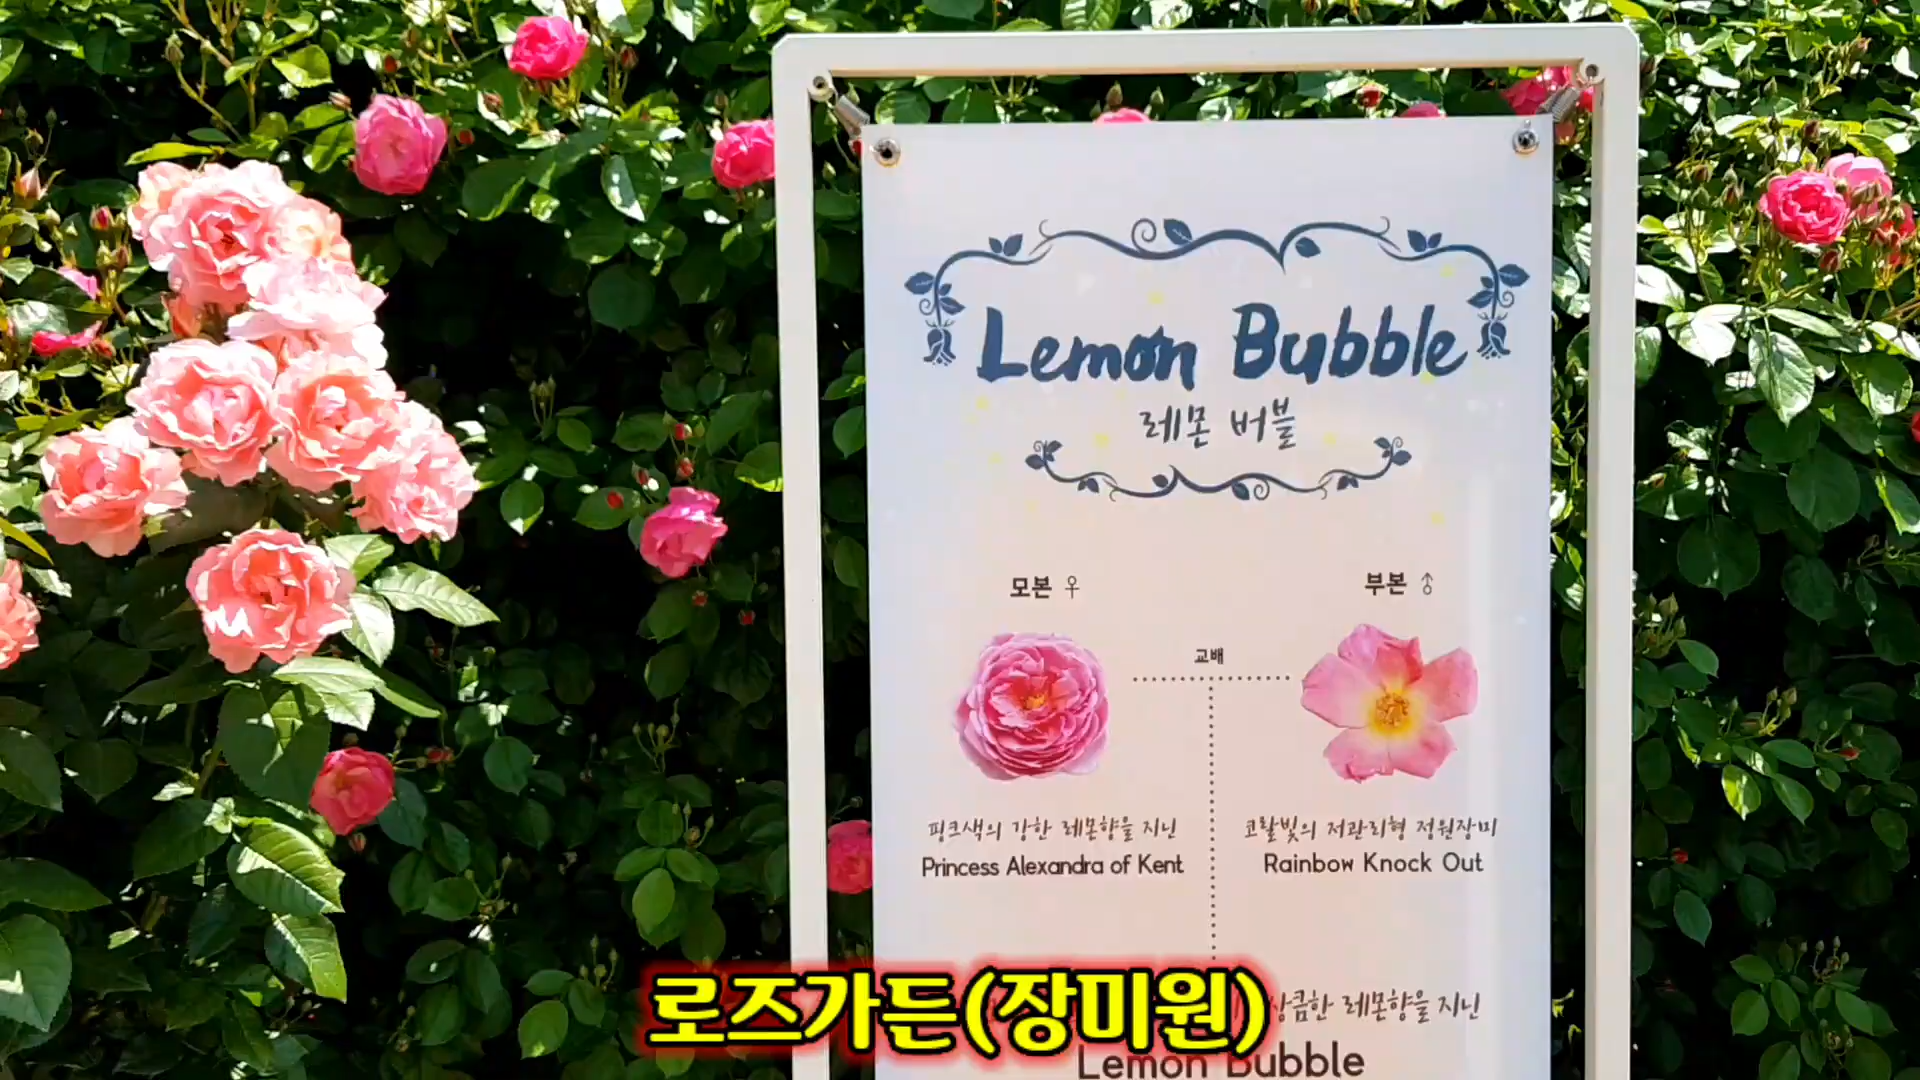 Lemon Bubble
레몬 버블
모본 ♀
부본 ♂
교배
핑크색의 강한 레몬향을 지닌
Princess Alexandra of Kent
코랄빛의 저관리형 정원장미
Rainbow Knock Out
상큼한 레몬향을 지닌
Lemon Bubble
로즈가든(장미원)